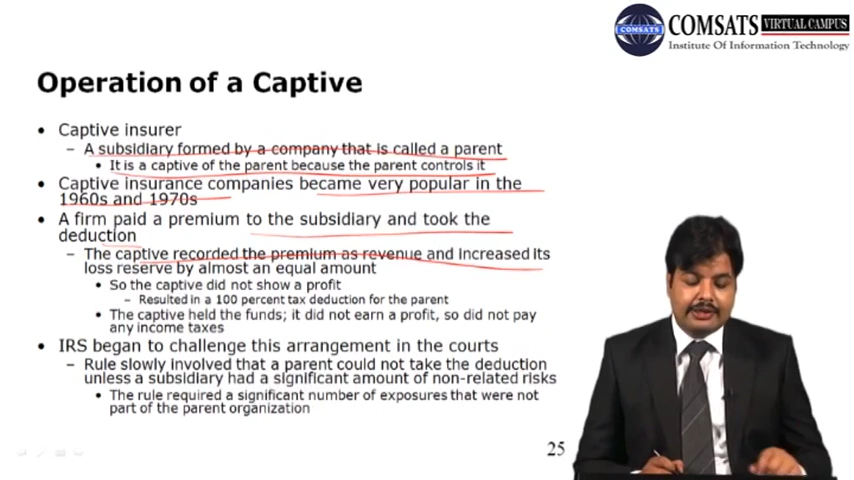 COMSATS
COMSATS VIRTUAL CAMPUS
Institute Of Information Technology
Operation of a Captive
• Captive insurer
– A subsidiary formed by a company that is called a parent
• It is a captive of the parent because the parent controls it
• Captive insurance companies became very popular in the
1960s and 1970s
• A firm paid a premium to the subsidiary and took the
deduction
– The captive recorded the premium as revenue and increased its
loss reserve by almost an equal amount
• So the captive did not show a profit
– Resulted in a 100 percent tax deduction for the parent
• The captive held the funds; it did not earn a profit, so did not pay
any income taxes
• IRS began to challenge this arrangement in the courts
– Rule slowly involved that a parent could not take the deduction
unless a subsidiary had a significant amount of non-related risks
• The rule required a significant number of exposures that were not
part of the parent organization
25